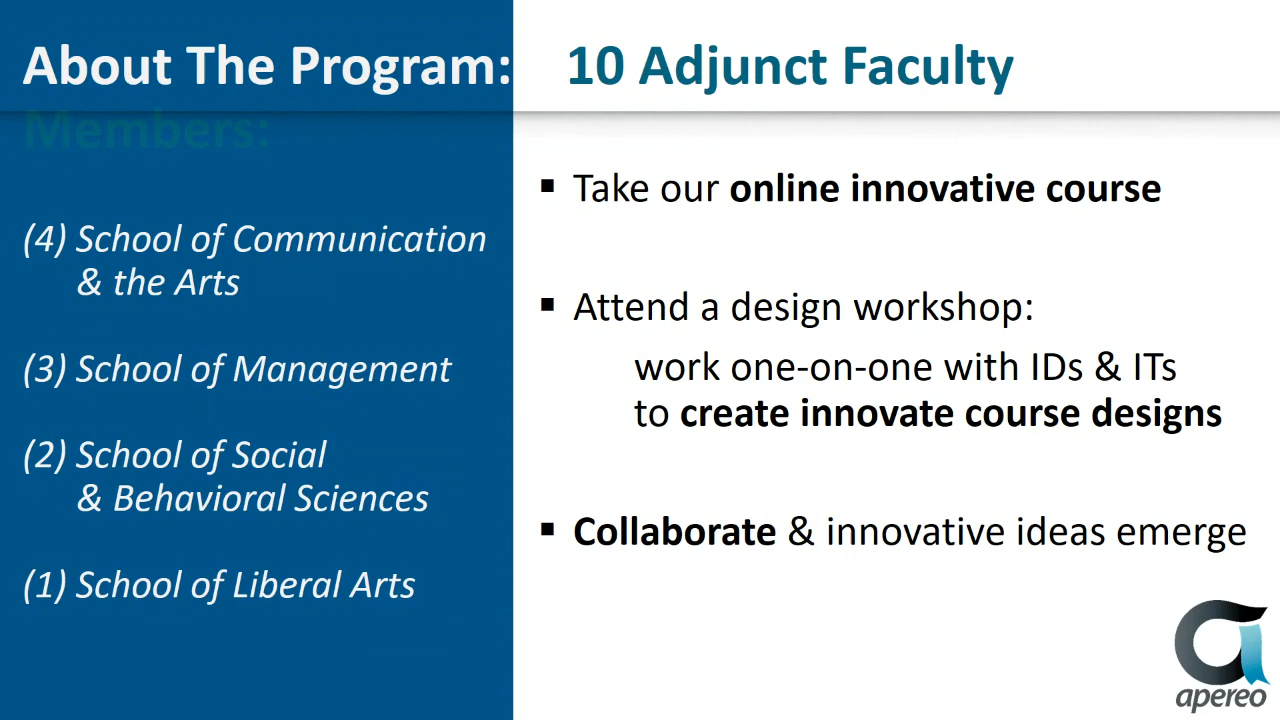 About The Program:
Members:
(4) School of Communication
& the Arts
(3) School of Management
(2) School of Social
& Behavioral Sciences
(1) School of Liberal Arts
10 Adjunct Faculty
▪ Take our online innovative course
▪ Attend a design workshop:
work one-on-one with IDs & ITs
to create innovate course designs
▪ Collaborate & innovative ideas emerge
apereo